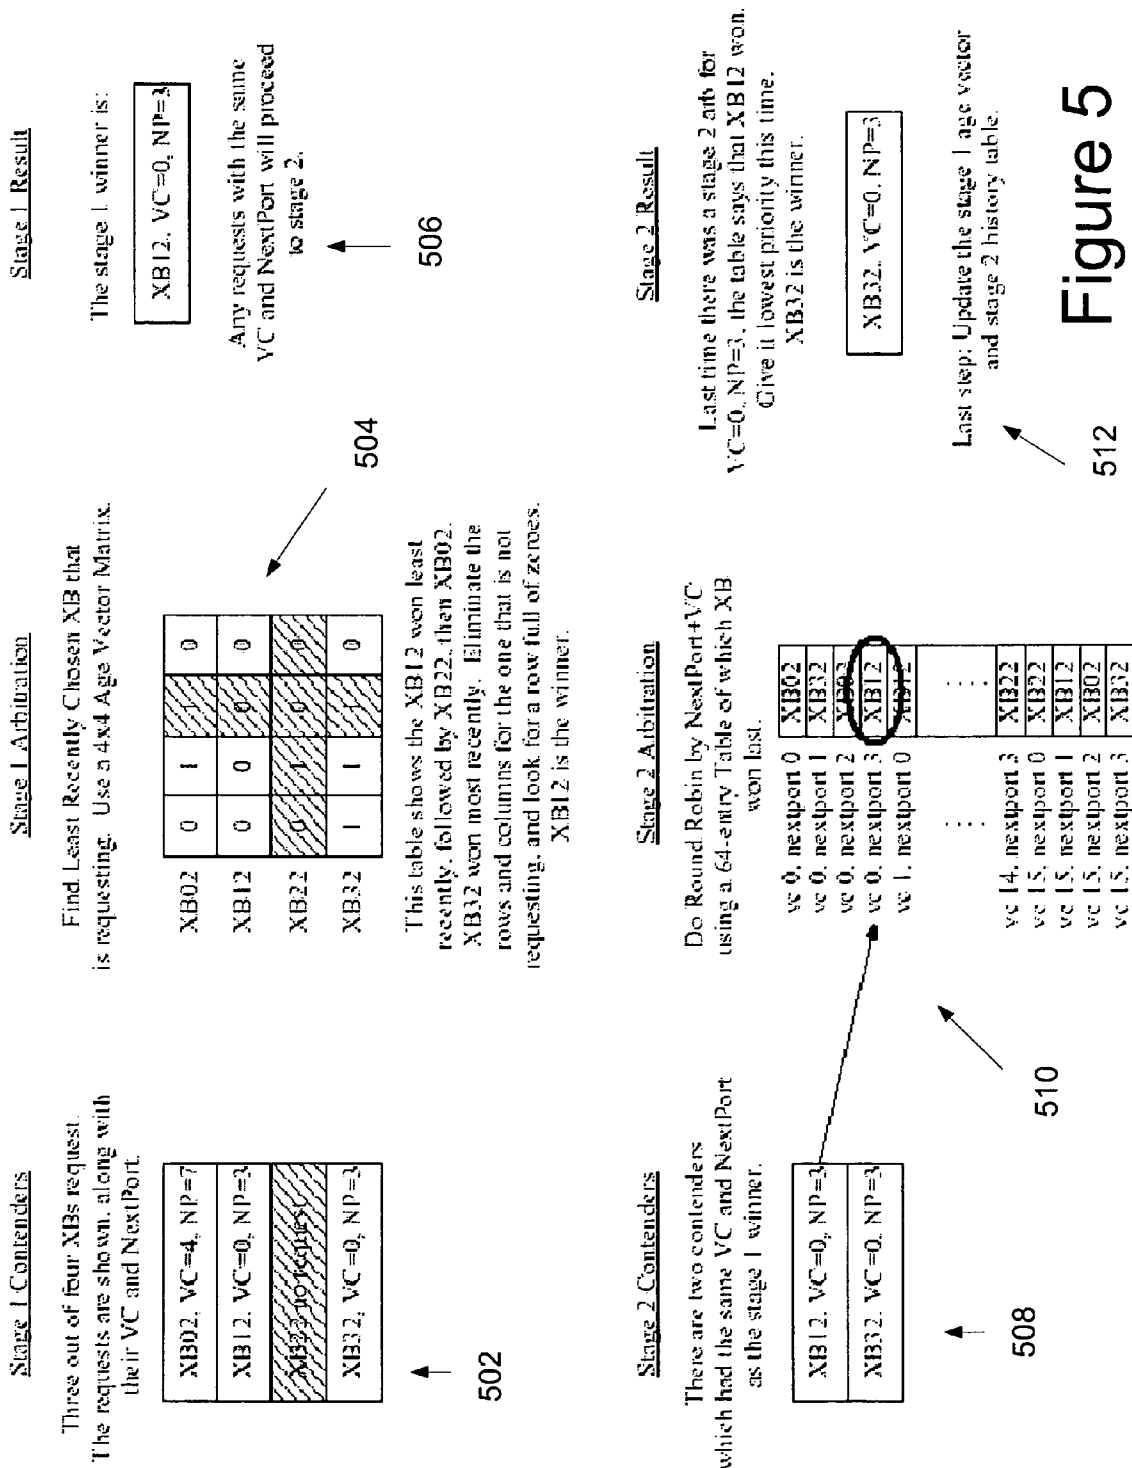 Stage 1 Contenders
Three out of four XBs request.
The requests are shown, along with
their VC and NextPort.
XB02, VC=4, NP=7
XB12, VC=0, NP=3
XB22 no request
XB32, VC=0, NP=3
502
Stage 1 Arbitration
Find Least Recently Chosen XB that
is requesting. Use a 4x4 Age Vector Matrix.
XB02 0 1 1 0
XB12 0 0 0 0
XB22 0 1 0 0
XB32 1 1 1 0
504
This table shows the XB12 won least
recently, followed by XB22, then XB02.
XB32 won most recently. Eliminate the
rows and columns for the one that is not
requesting, and look for a row full of zeroes.
XB12 is the winner.
Stage 1 Result
The stage 1 winner is:
XB12, VC=0, NP=3
Any requests with the same
VC and NextPort will proceed
to stage 2.
506
Stage 2 Contenders
There are two contenders
which had the same VC and NextPort
as the stage 1 winner.
XB12, VC=0, NP=3
XB32, VC=0, NP=3
508
Stage 2 Arbitration
Do Round Robin by NextPort+VC
using a 64-entry Table of which XB
won last.
vc 0, nextport 0 XB02
vc 0, nextport 1 XB32
vc 0, nextport 2
vc 0, nextport 3 XB12
vc 1, nextport 0
vc 14, nextport 3 XB22
vc 15, nextport 0 XB22
vc 15, nextport 1 XB12
vc 15, nextport 2 XB02
vc 15, nextport 3 XB32
510
Stage 2 Result
Last time there was a stage 2 arb for
VC=0, NP=3, the table says that XB12 won.
Give it lowest priority this time.
XB32 is the winner.
XB32, VC=0, NP=3
Last step: Update the stage 1 age vector
and stage 2 history table.
512
Figure 5